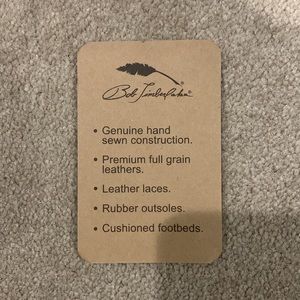 ®
Bob Timberlake®
• Genuine hand
sewn construction.
• Premium full grain
leathers.
• Leather laces.
• Rubber outsoles.
• Cushioned footbeds.